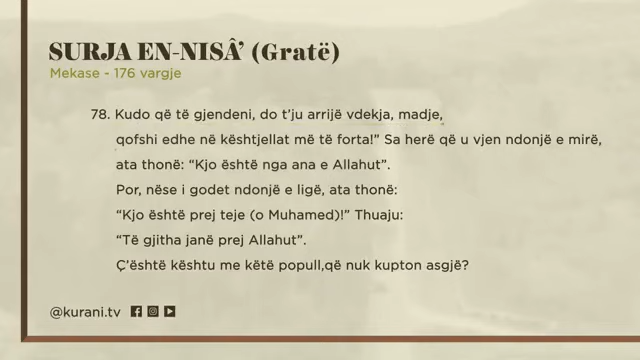 SURJA EN-NISÂ’ (Gratë)
Mekase - 176 vargje
78. Kudo që të gjendeni, do t’ju arrijë vdekja, madje,
qofshi edhe në kështjellat më të forta!” Sa herë që u vjen ndonjë e mirë,
ata thonë: “Kjo është nga ana e Allahut”.
Por, nëse i godet ndonjë e ligë, ata thonë:
“Kjo është prej teje (o Muhamed)!” Thuaju:
“Të gjitha janë prej Allahut”.
Ç’është kështu me këtë popull,që nuk kupton asgjë?
@kurani.tv